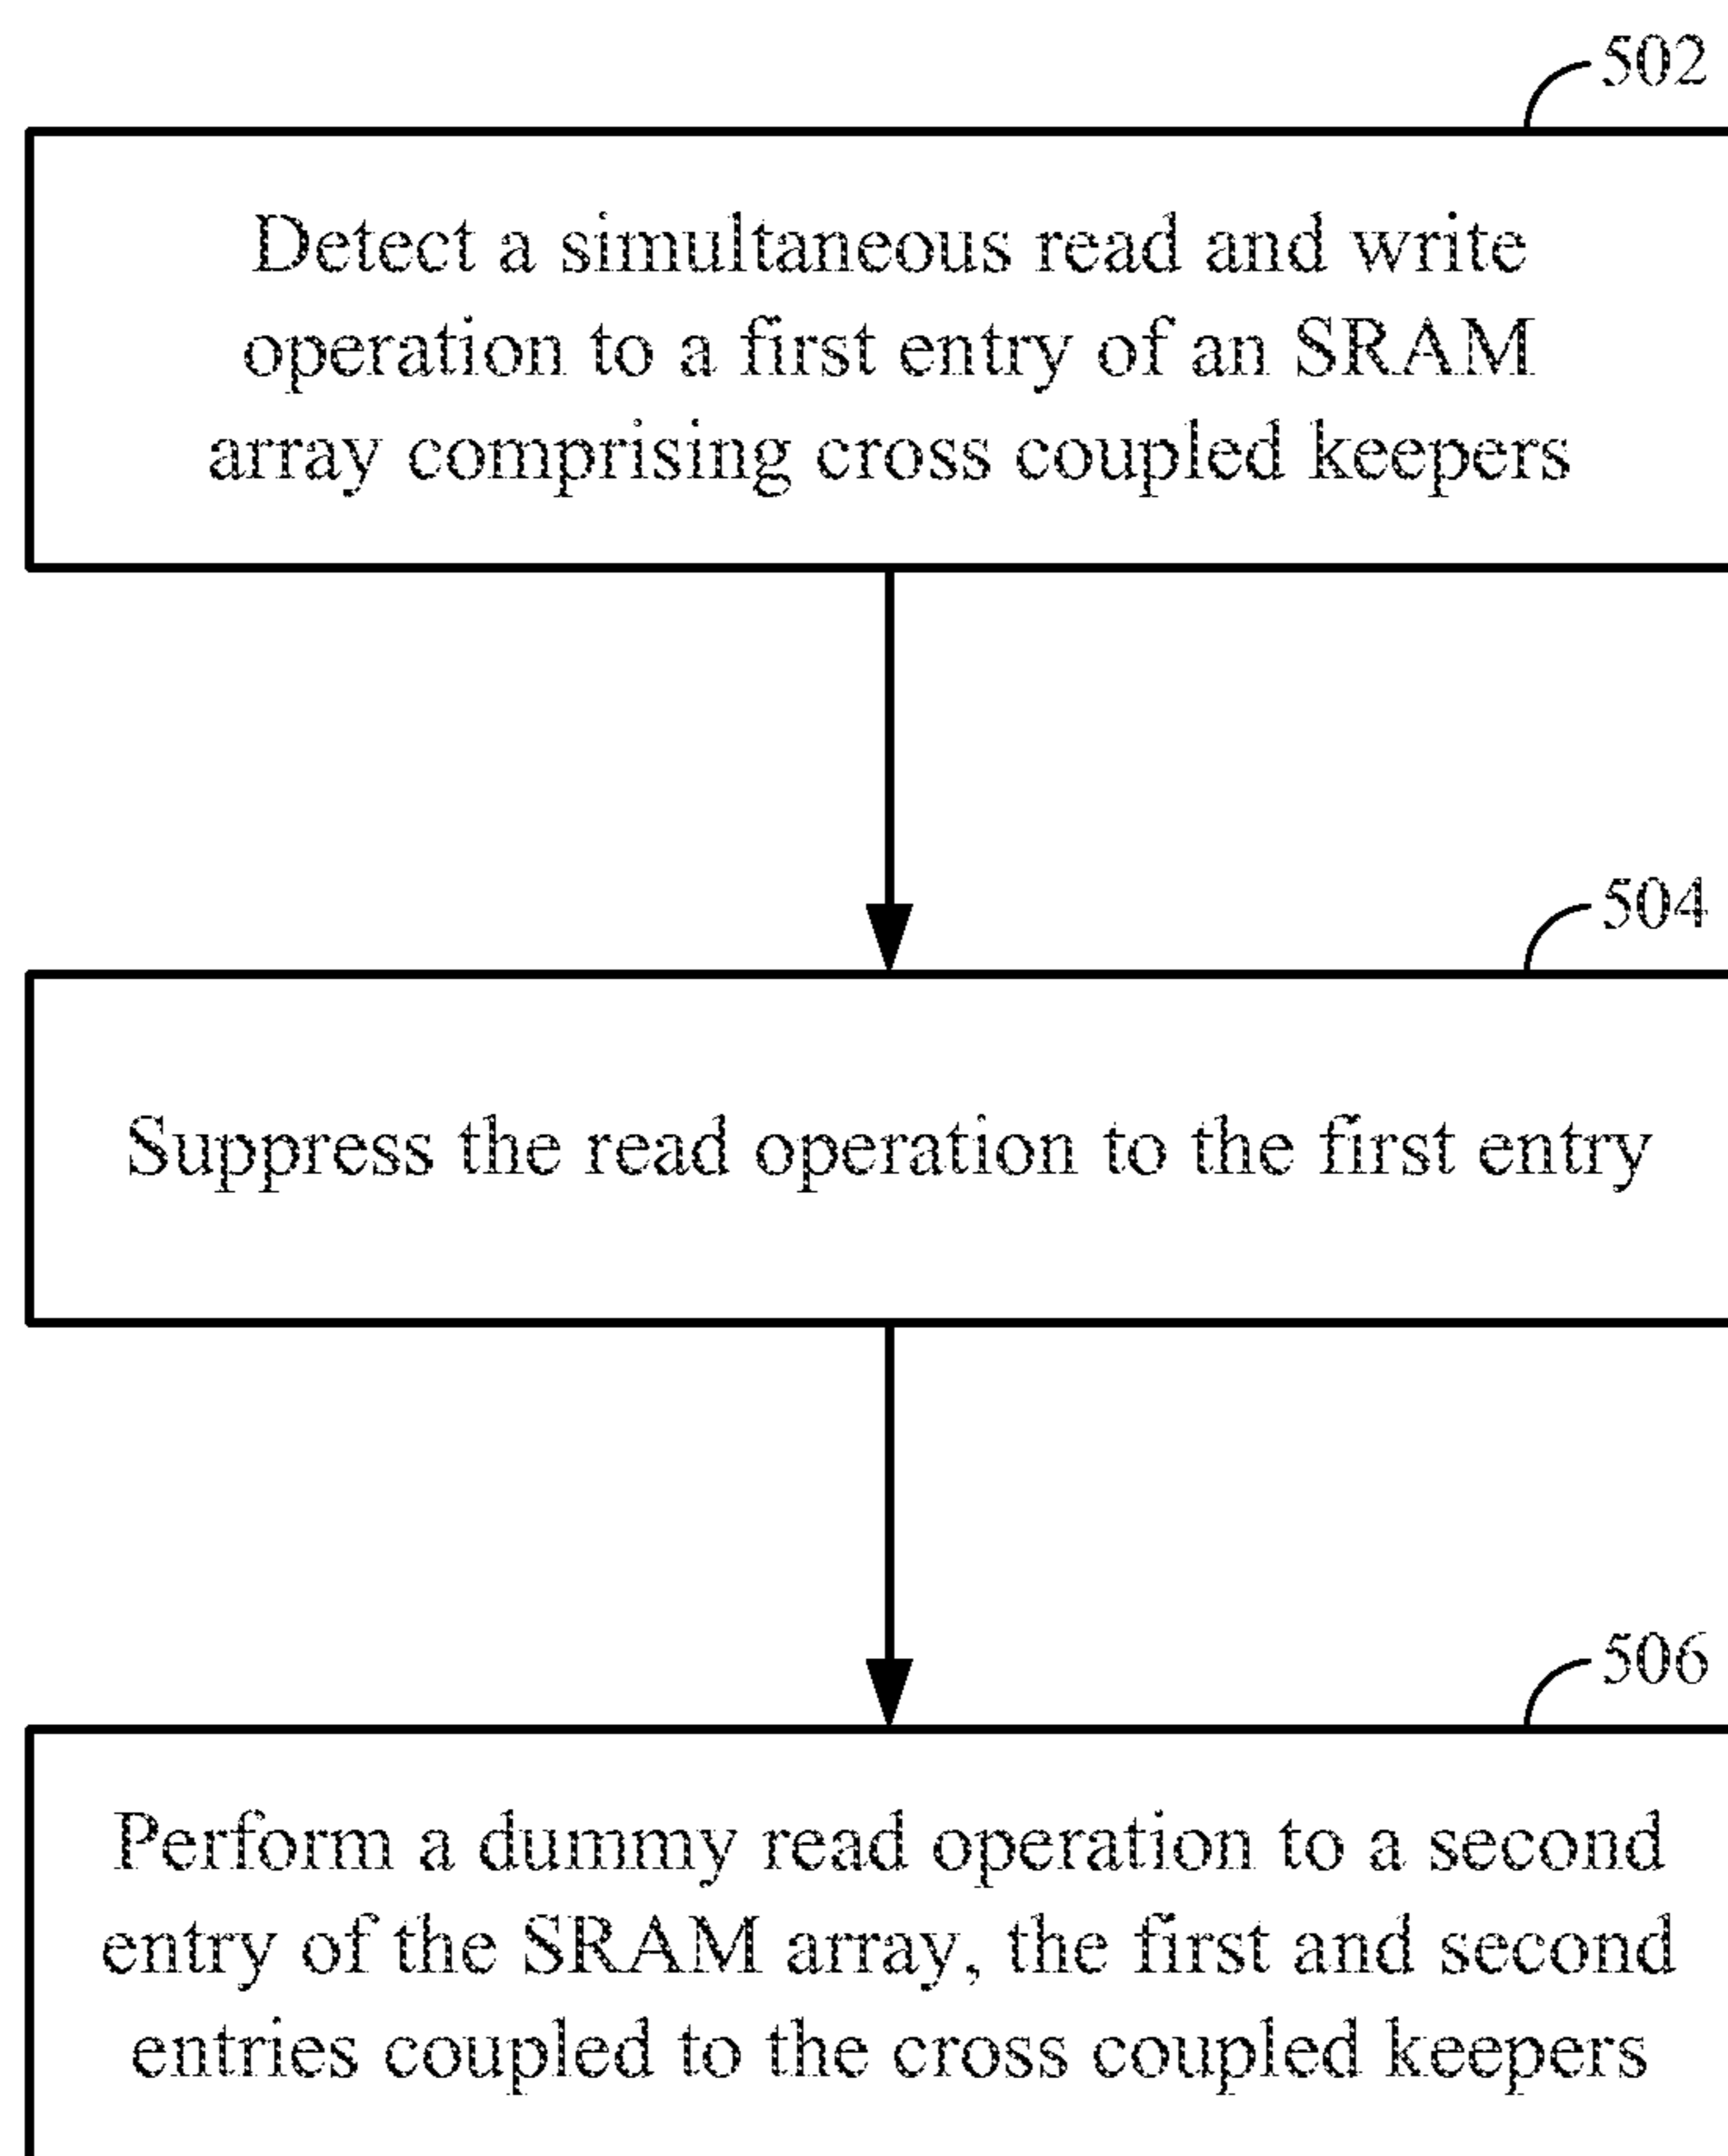 502
Detect a simultaneous read and write
operation to a first entry of an SRAM
array comprising cross coupled keepers
504
Suppress the read operation to the first entry
506
Perform a dummy read operation to a second
entry of the SRAM array, the first and second
entries coupled to the cross coupled keepers